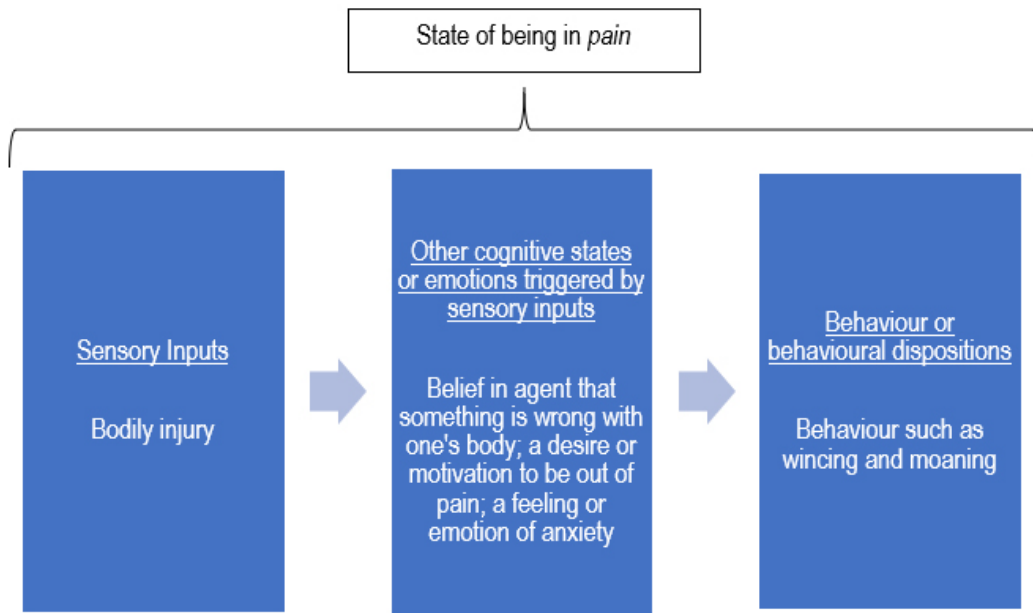 State of being in pain
Sensory Inputs
Bodily injury
Other cognitive states
or emotions triggered by
sensory inputs
Belief in agent that
something is wrong with
one's body; a desire or
motivation to be out of
pain; a feeling or
emotion of anxiety
Behaviour or
behavioural dispositions
Behaviour such as
wincing and moaning